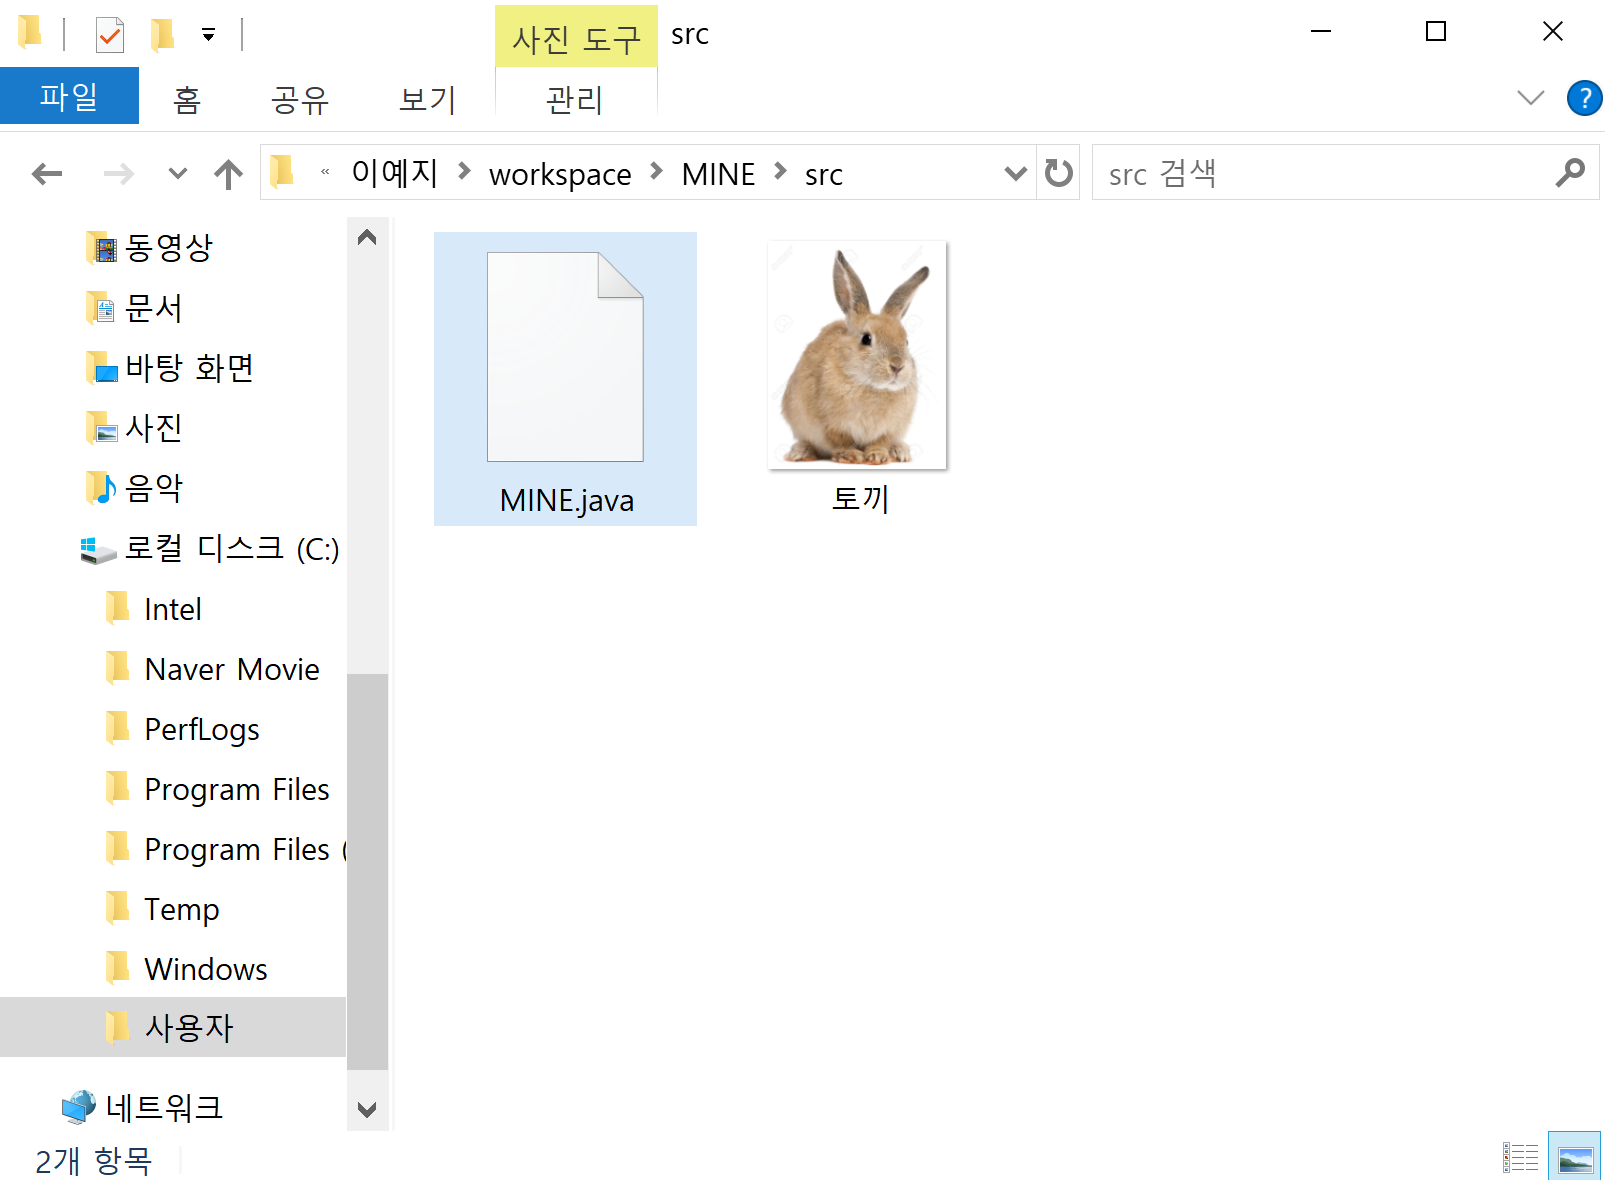 사진 도구 src
파일 홈 공유 보기 관리 ?
« 이예지 > workspace > MINE > src
src 검색
동영상
문서
바탕 화면
사진
음악
로컬 디스크 (C:)
Intel
Naver Movie
PerfLogs
Program Files
Program Files (
Temp
Windows
사용자
네트워크
MINE.java
토끼
2개 항목